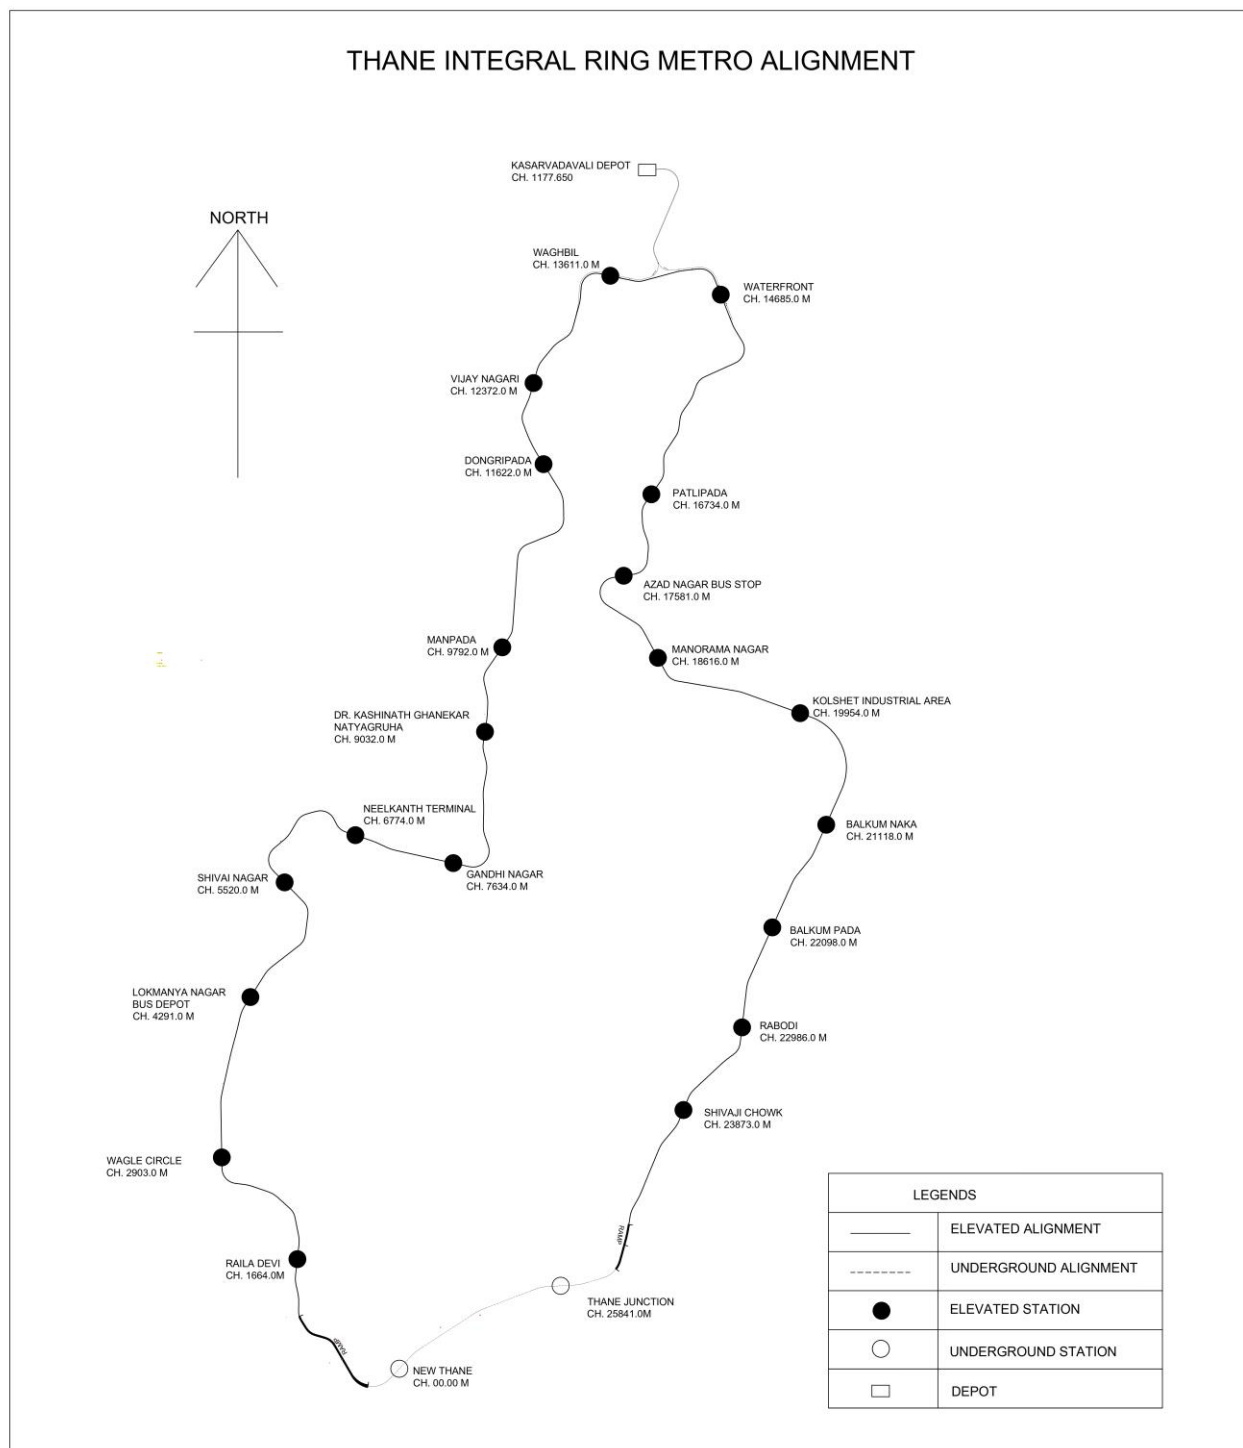 THANE INTEGRAL RING METRO ALIGNMENT
KASARVADAVALI DEPOT
CH. 1177.650
NORTH
WAGHBIL
CH. 13611.0 M
WATERFRONT
CH. 14685.0 M
VIJAY NAGARI
CH. 12372.0 M
DONGRIPADA
CH. 11622.0 M
PATLIPADA
CH. 16734.0 M
AZAD NAGAR BUS STOP
CH. 17581.0 M
MANPADA
CH. 9792.0 M
MANORAMA NAGAR
CH. 18616.0 M
KOLSHET INDUSTRIAL AREA
CH. 19954.0 M
DR. KASHINATH GHANEKAR
NATYAGRUHA
CH. 9032.0 M
NEELKANTH TERMINAL
CH. 6774.0 M
BALKUM NAKA
CH. 21118.0 M
GANDHI NAGAR
CH. 7634.0 M
SHIVAI NAGAR
CH. 5520.0 M
BALKUM PADA
CH. 22098.0 M
LOKMANYA NAGAR
BUS DEPOT
CH. 4291.0 M
RABODI
CH. 22986.0 M
SHIVAJI CHOWK
CH. 23873.0 M
WAGLE CIRCLE
CH. 2903.0 M
RAMP
RAILA DEVI
CH. 1664.0M
THANE JUNCTION
CH. 25841.0M
RAMP
NEW THANE
CH. 00.00 M
LEGENDS
ELEVATED ALIGNMENT
UNDERGROUND ALIGNMENT
ELEVATED STATION
UNDERGROUND STATION
DEPOT